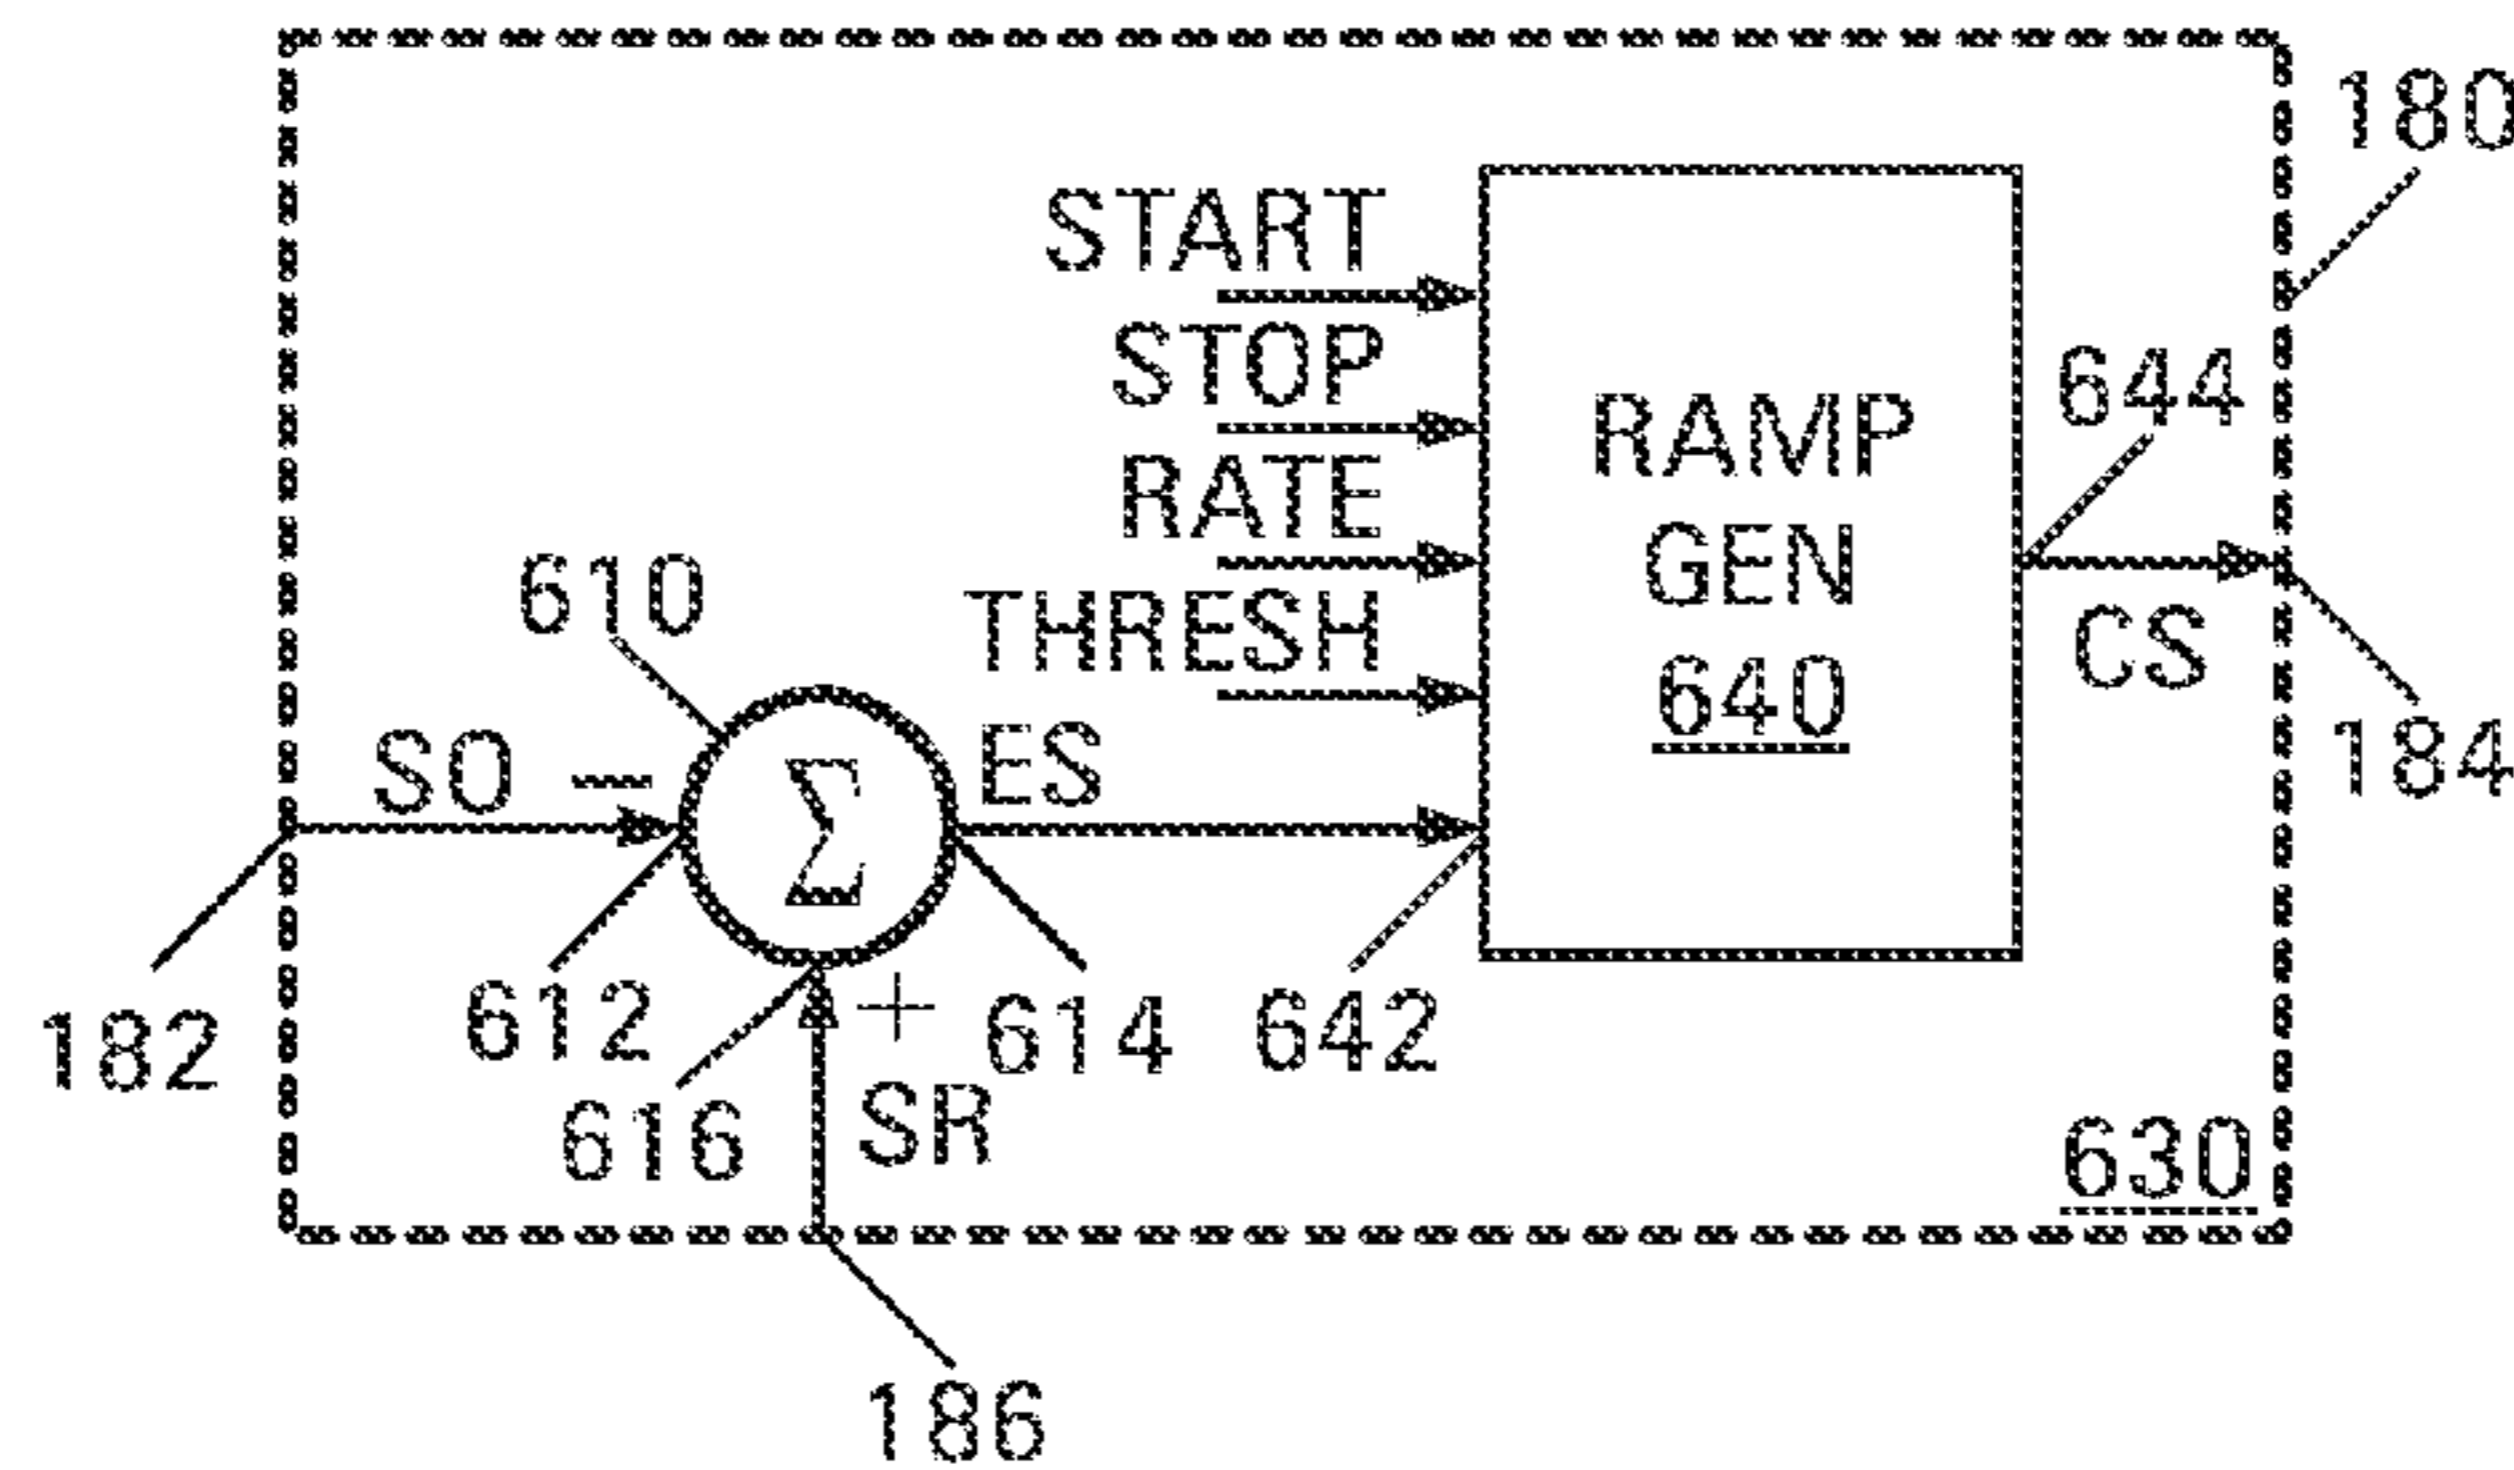 180
START
STOP
RATE
THRESH
RAMP
GEN
640
644
CS
184
610
SO −
Σ
ES
182
612
616
+
SR
614
642
630
186